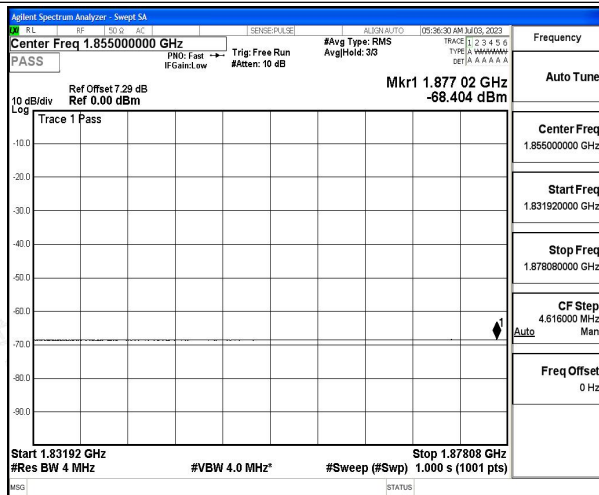 Agilent Spectrum Analyzer - Swept SA
RL RF 50 Ω AC SENSE:PULSE ALIGN AUTO 05:36:30 AM Jul 03, 2023
Center Freq 1.855000000 GHz
PASS
PNO: Fast
IFGain:Low
Trig: Free Run
#Atten: 10 dB
#Avg Type: RMS
Avg|Hold: 3/3
TRACE 1 2 3 4 5 6
TYPE A WWWWW
DET A A A A A A
Frequency
Auto Tune
Mkr1 1.877 02 GHz
-68.404 dBm
Ref Offset 7.29 dB
10 dB/div Ref 0.00 dBm
Log
Trace 1 Pass
-10.0
-20.0
-30.0
-40.0
-50.0
-60.0
-70.0
-80.0
-90.0
1
Center Freq
1.855000000 GHz
Start Freq
1.831920000 GHz
Stop Freq
1.878080000 GHz
CF Step
4.616000 MHz
Auto Man
Freq Offset
0 Hz
Start 1.83192 GHz Stop 1.87808 GHz
#Res BW 4 MHz #VBW 4.0 MHz* #Sweep (#Swp) 1.000 s (1001 pts)
MSG STATUS